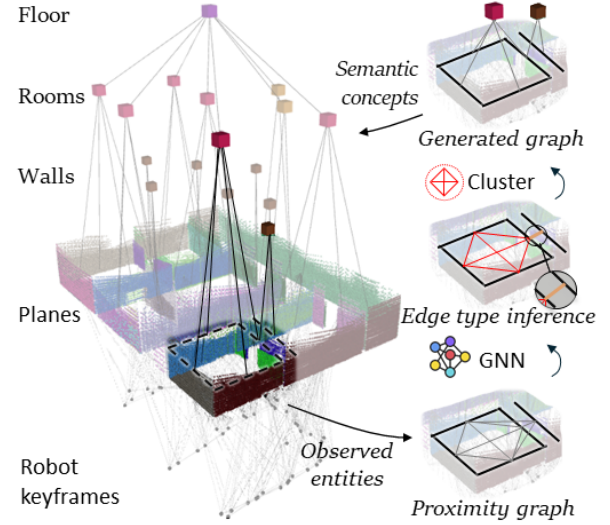 Floor
Rooms
Walls
Planes
Robot
keyframes
Semantic
concepts
Generated graph
Cluster
Edge type inference
GNN
Observed
entities
Proximity graph